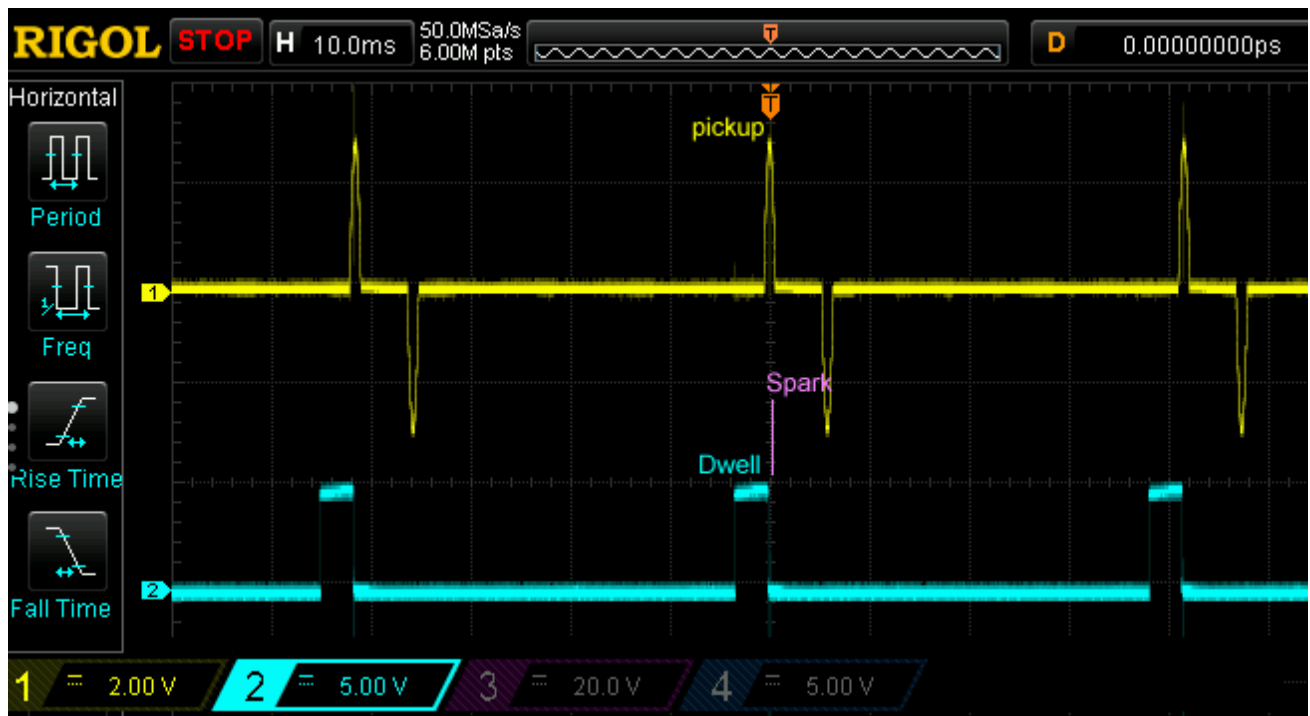 RIGOL STOP H 10.0ms 50.0MSa/s 6.00M pts T D 0.00000000ps
Horizontal
T
pickup
Period
1
Freq
Spark
Dwell
Rise Time
2
Fall Time
1 2.00 V 2 5.00 V 3 20.0 V 4 5.00 V